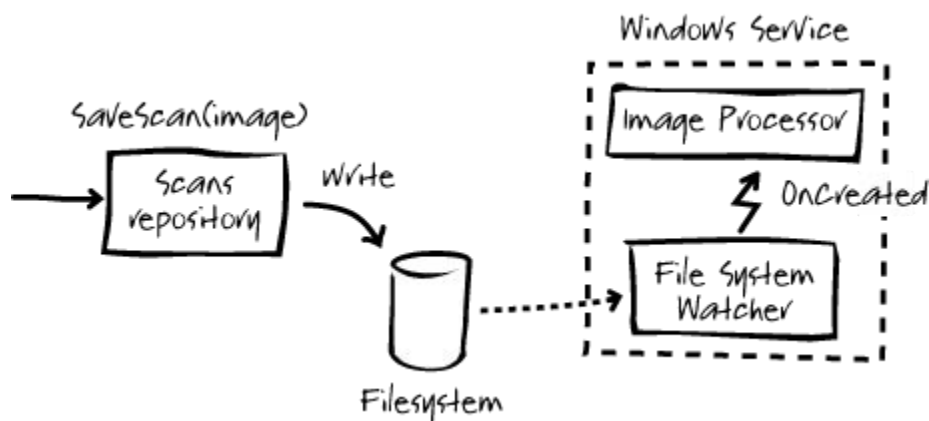 Windows Service
SaveScan(image)
Scans
repository
Write
Filesystem
Image Processor
OnCreated
File System
Watcher